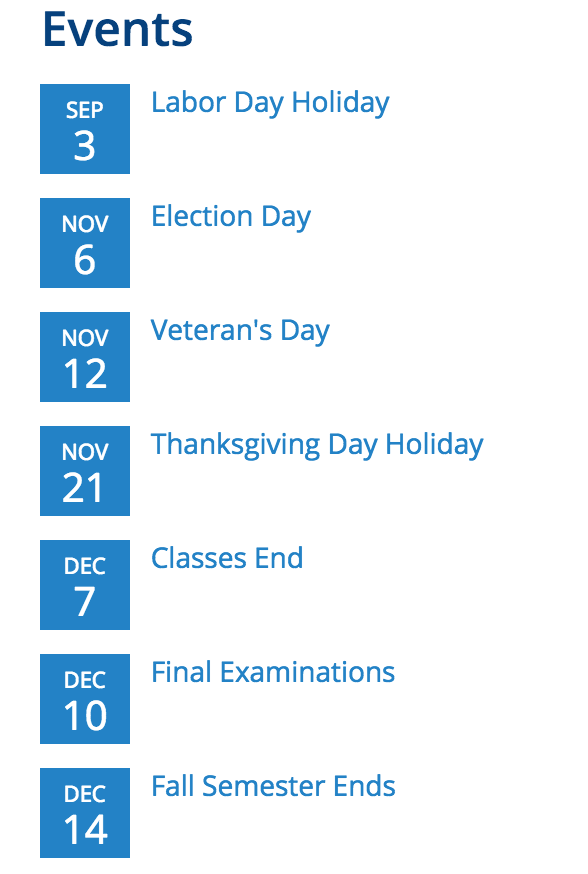 Events
SEP
3
Labor Day Holiday
NOV
6
Election Day
NOV
12
Veteran's Day
NOV
21
Thanksgiving Day Holiday
DEC
7
Classes End
DEC
10
Final Examinations
DEC
14
Fall Semester Ends